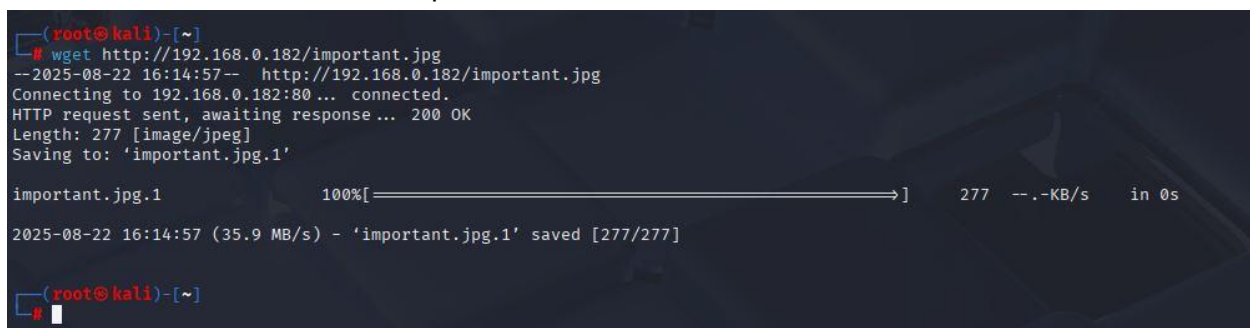 ┌──(root㉿kali)-[~]
└─# wget http://192.168.0.182/important.jpg
--2025-08-22 16:14:57--  http://192.168.0.182/important.jpg
Connecting to 192.168.0.182:80... connected.
HTTP request sent, awaiting response... 200 OK
Length: 277 [image/jpeg]
Saving to: ‘important.jpg.1’
important.jpg.1 100%[===================>] 277 --.-KB/s in 0s
2025-08-22 16:14:57 (35.9 MB/s) - ‘important.jpg.1’ saved [277/277]
┌──(root㉿kali)-[~]
└─#